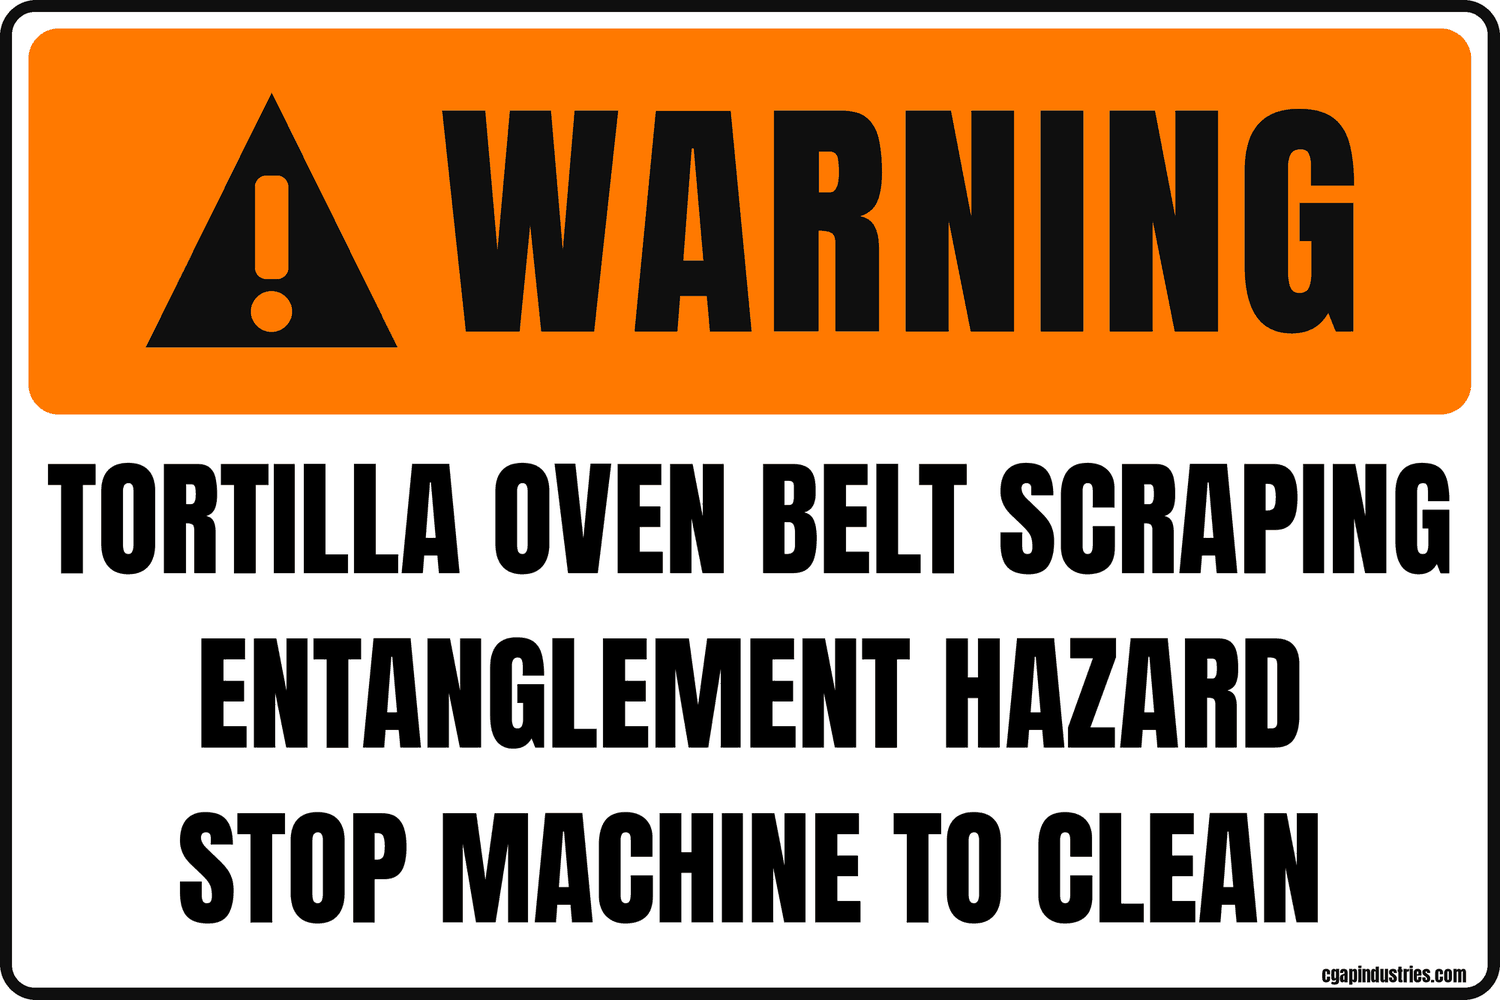 WARNING
TORTILLA OVEN BELT SCRAPING
ENTANGLEMENT HAZARD
STOP MACHINE TO CLEAN
cgapindustries.com